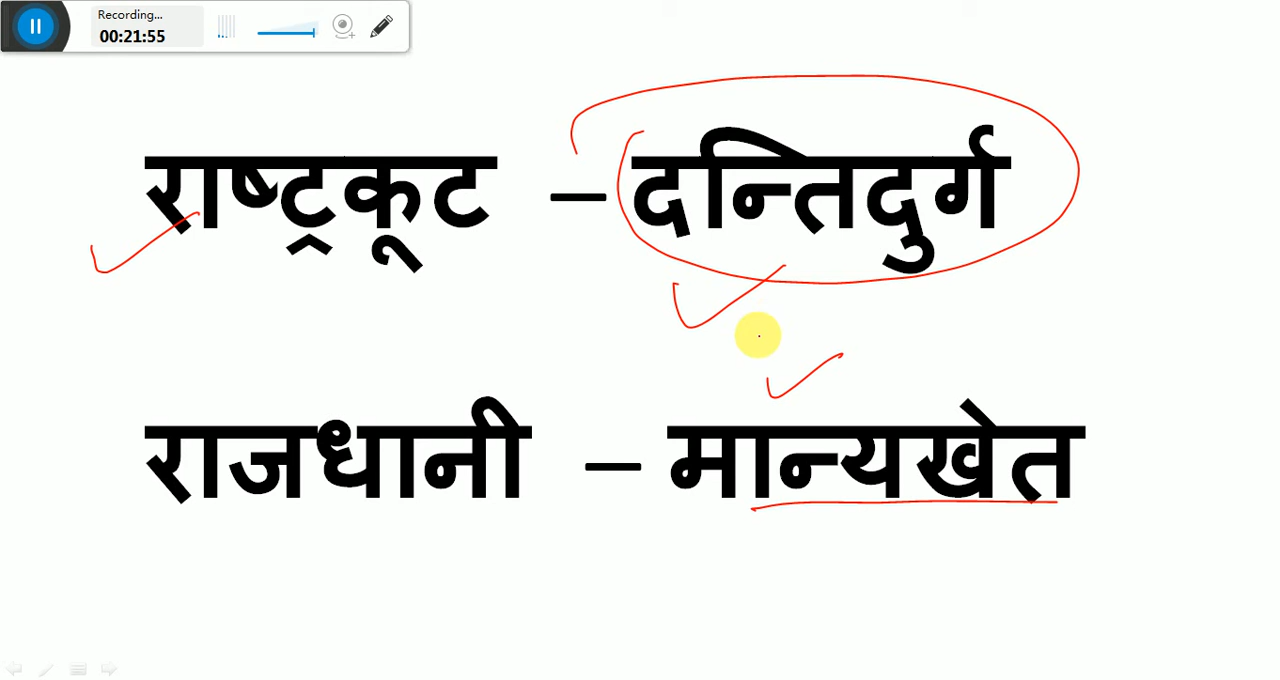 Recording...
00:21:55
राष्ट्रकूट – दन्तिदुर्ग
राजधानी – मान्यखेत